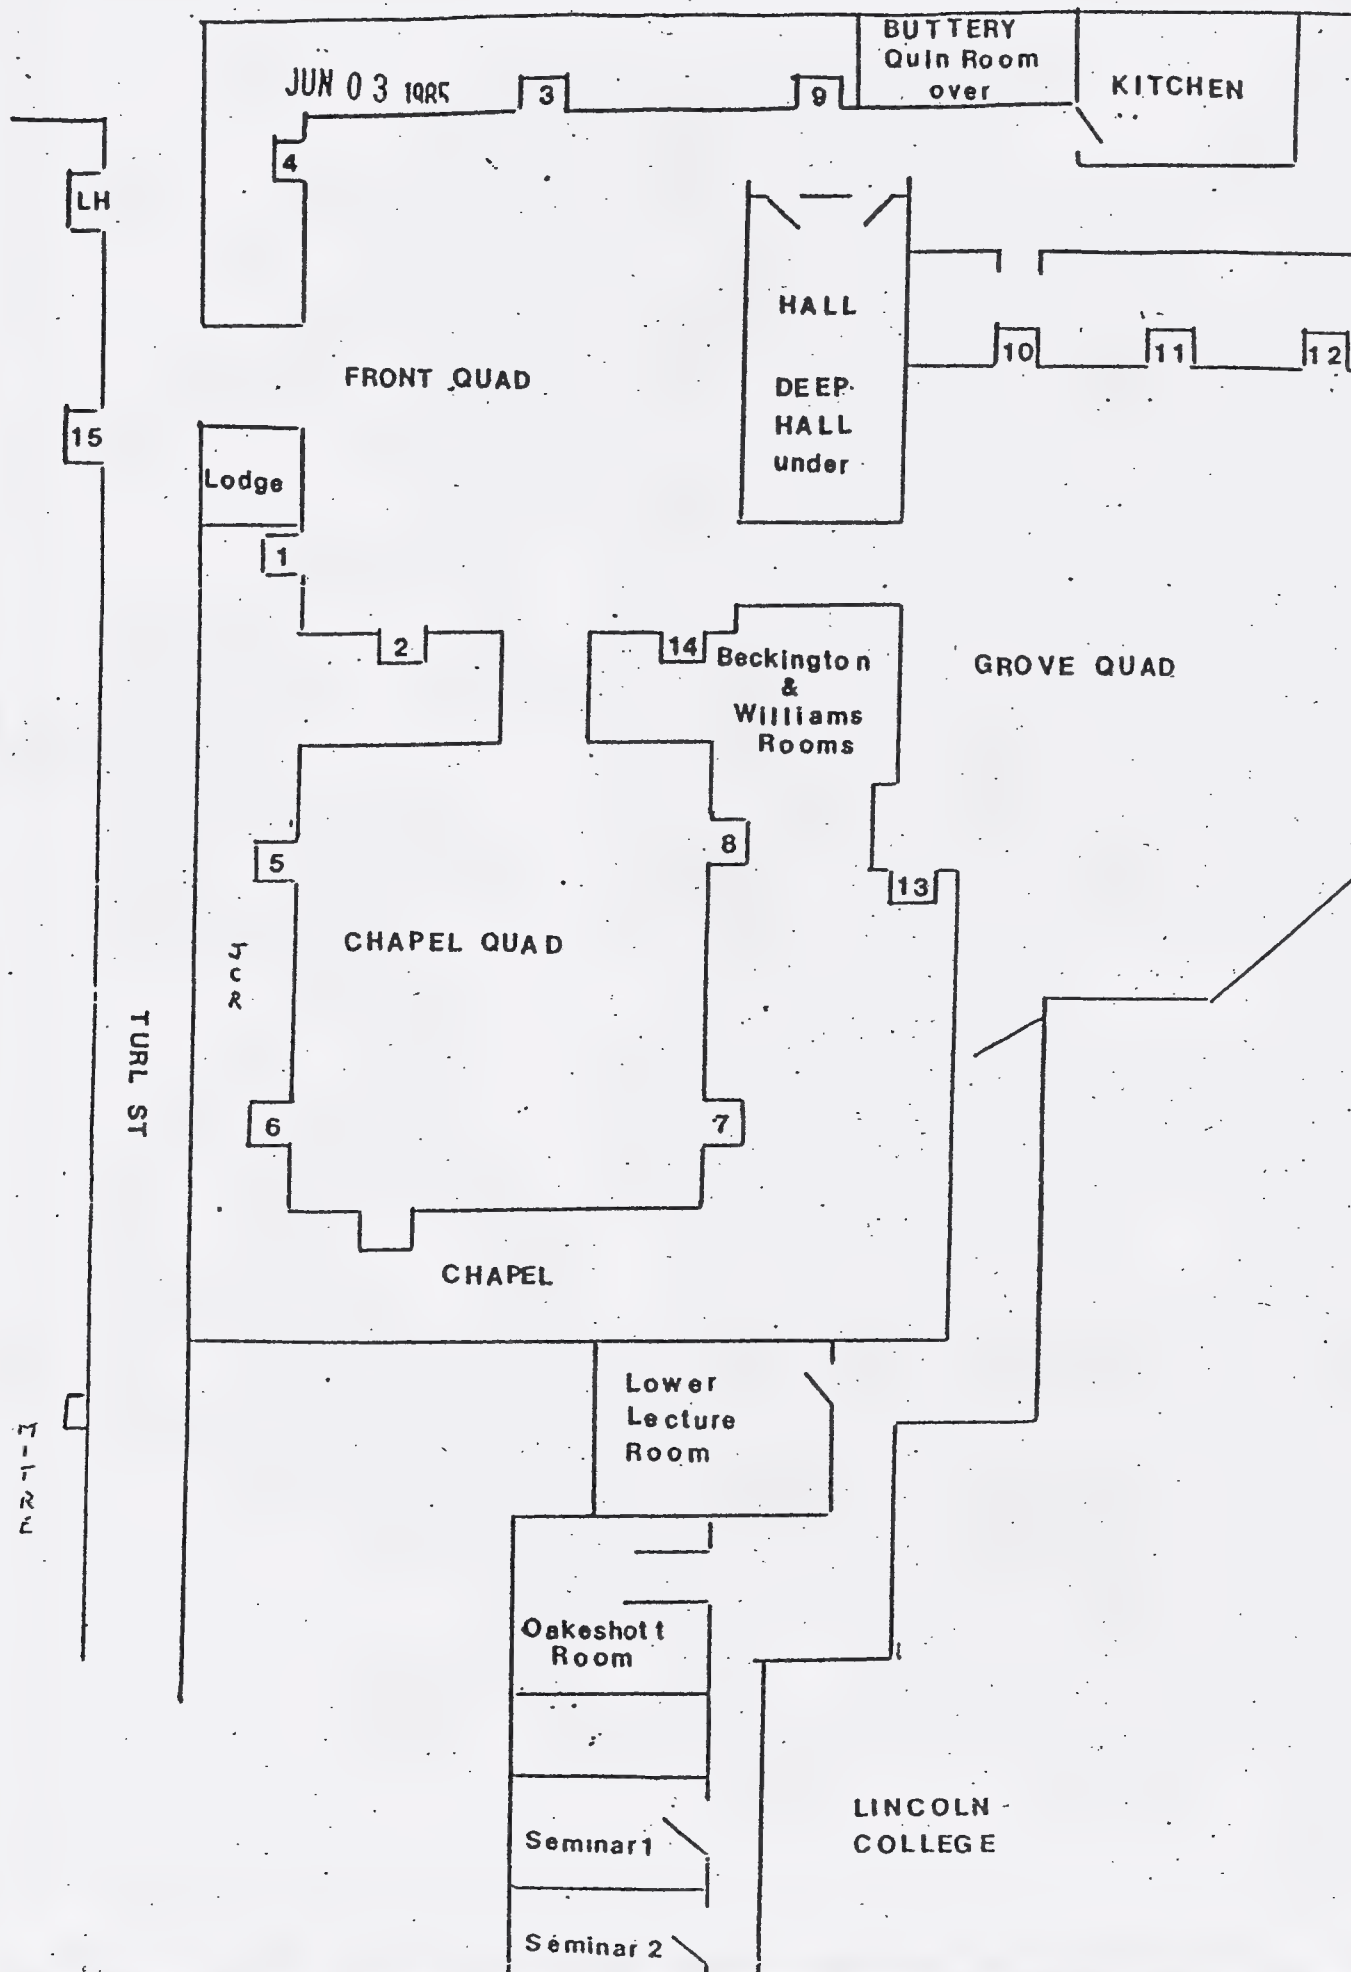 BUTTERY
Quin Room
over
KITCHEN
JUN 03 1985
3
9
4
LH
HALL
DEEP
HALL
under
10
11
12
FRONT QUAD
15
Lodge
1
2
14
Beckington
&
Williams
Rooms
GROVE QUAD
5
8
13
CHAPEL QUAD
JCR
TURL ST
6
7
CHAPEL
Lower
Lecture
Room
MITRE
Oakeshott
Room
LINCOLN
COLLEGE
Seminar 1
Seminar 2